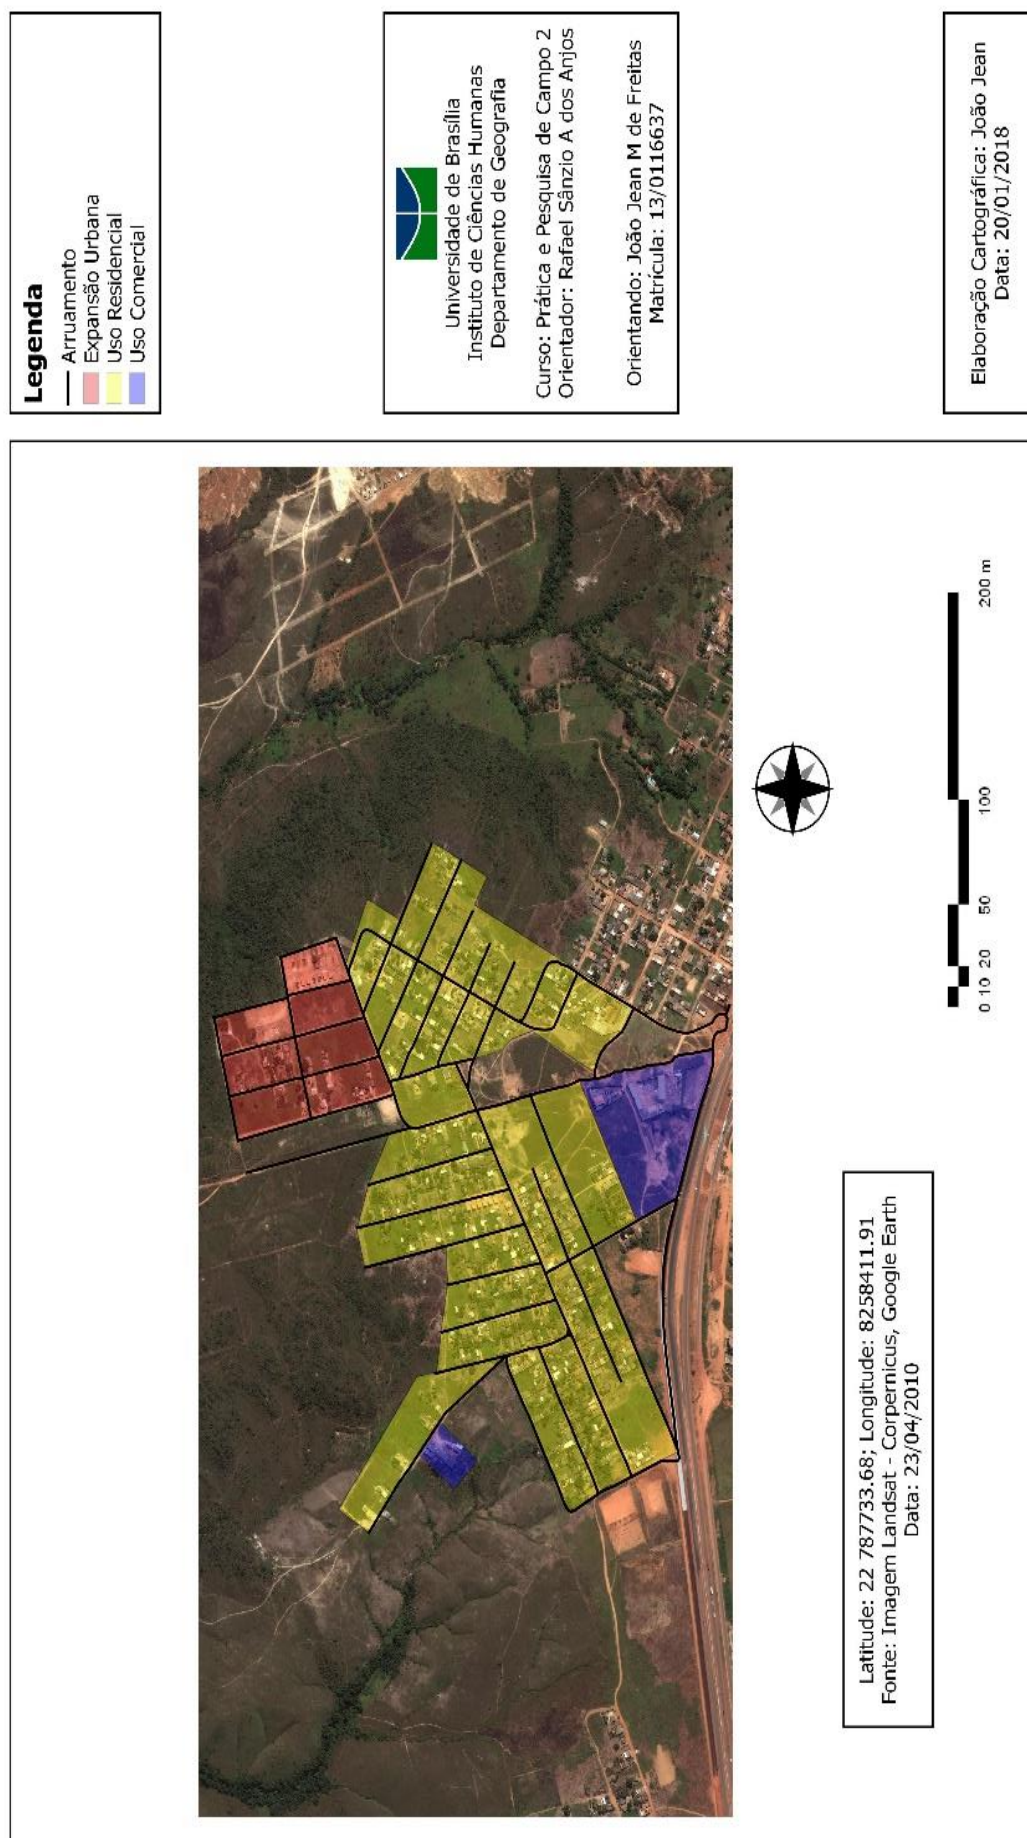 Legenda
Arruamento
Expansão Urbana
Uso Residencial
Uso Comercial
Universidade de Brasília
Instituto de Ciências Humanas
Departamento de Geografia
Curso: Prática e Pesquisa de Campo 2
Orientador: Rafael Sânzio A dos Anjos
Orientando: João Jean M de Freitas
Matrícula: 13/0116637
Elaboração Cartográfica: João Jean
Data: 20/01/2018
0 10 20 50 100 200 m
Latitude: 22 787733.68; Longitude: 8258411.91
Fonte: Imagem Landsat - Corpernicus, Google Earth
Data: 23/04/2010